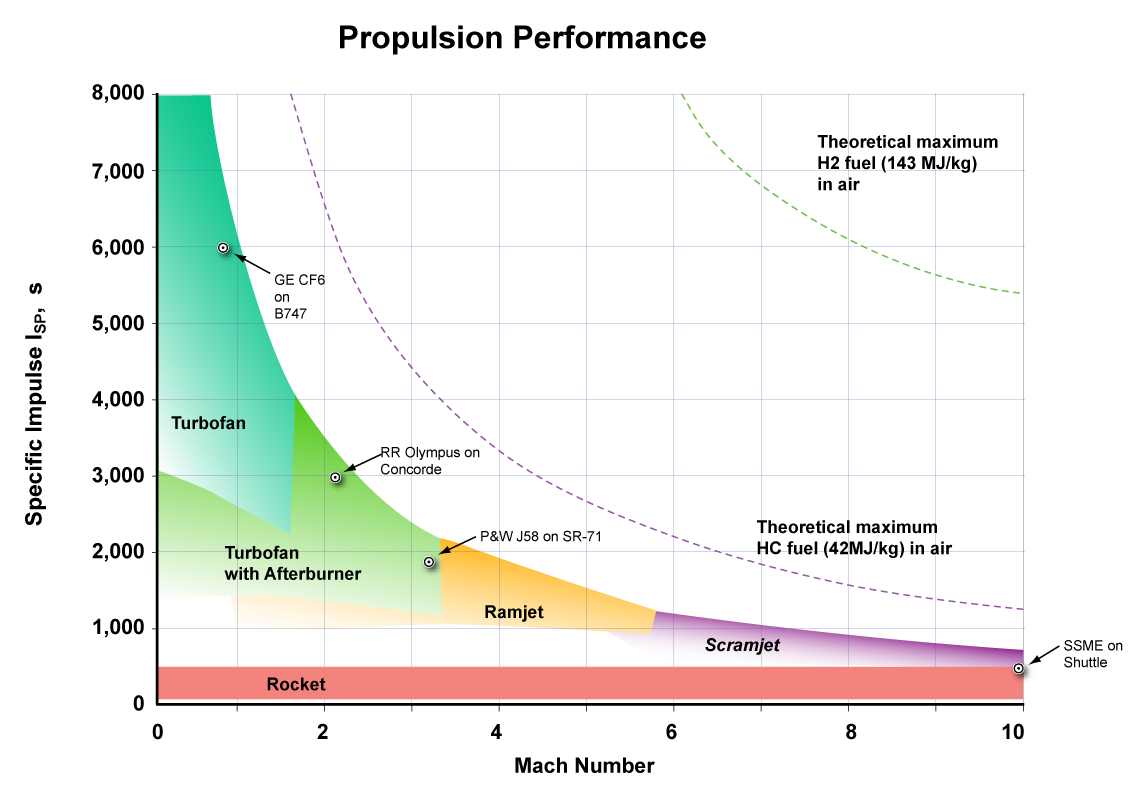 Propulsion Performance
8,000
7,000
6,000
5,000
4,000
3,000
2,000
1,000
0
Specific Impulse ISP, s
Theoretical maximum
H2 fuel (143 MJ/kg)
in air
GE CF6
on
B747
Turbofan
RR Olympus on
Concorde
P&W J58 on SR-71
Theoretical maximum
HC fuel (42MJ/kg) in air
Turbofan
with Afterburner
Ramjet
Scramjet
SSME on
Shuttle
Rocket
0 2 4 6 8 10
Mach Number